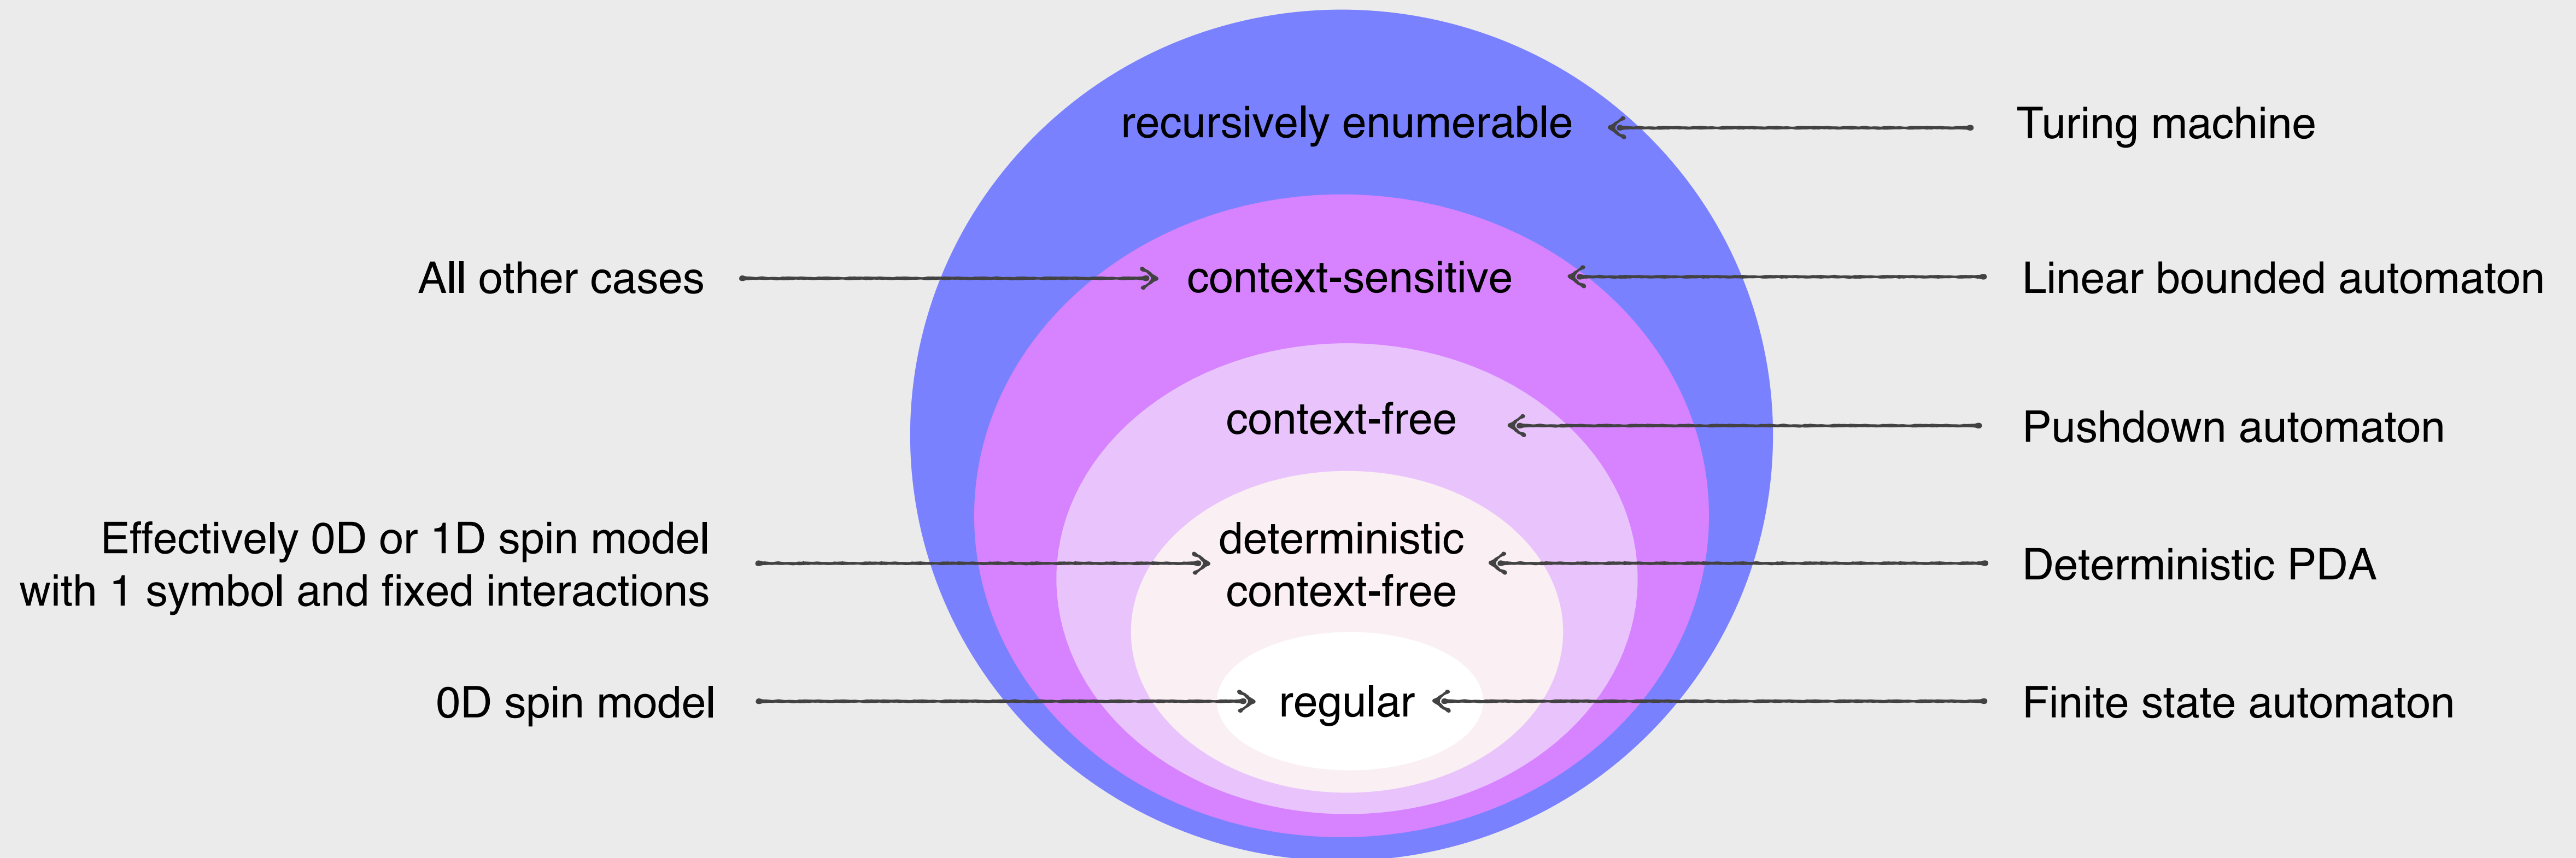 recursively enumerable
Turing machine
All other cases
context-sensitive
Linear bounded automaton
context-free
Pushdown automaton
Effectively 0D or 1D spin model
with 1 symbol and fixed interactions
deterministic
context-free
Deterministic PDA
0D spin model
regular
Finite state automaton